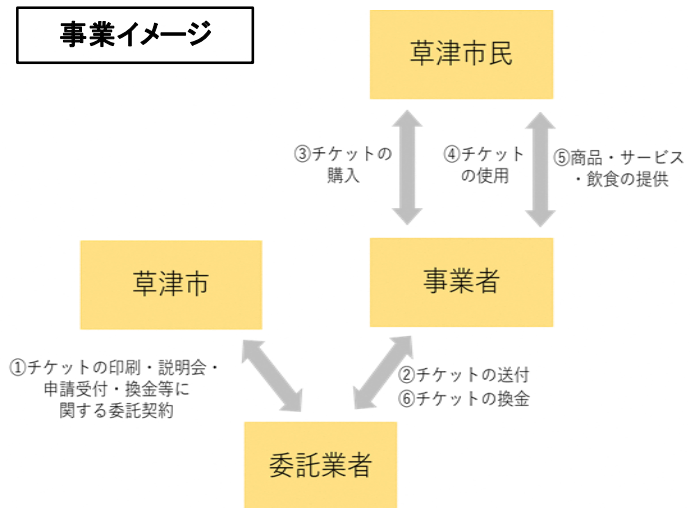 事業イメージ
草津市民
③チケットの
購入
④チケット
の使用
⑤商品・サービス
・飲食の提供
草津市
事業者
①チケットの印刷・説明会・
申請受付・換金等に
関する委託契約
②チケットの送付
⑥チケットの換金
委託業者